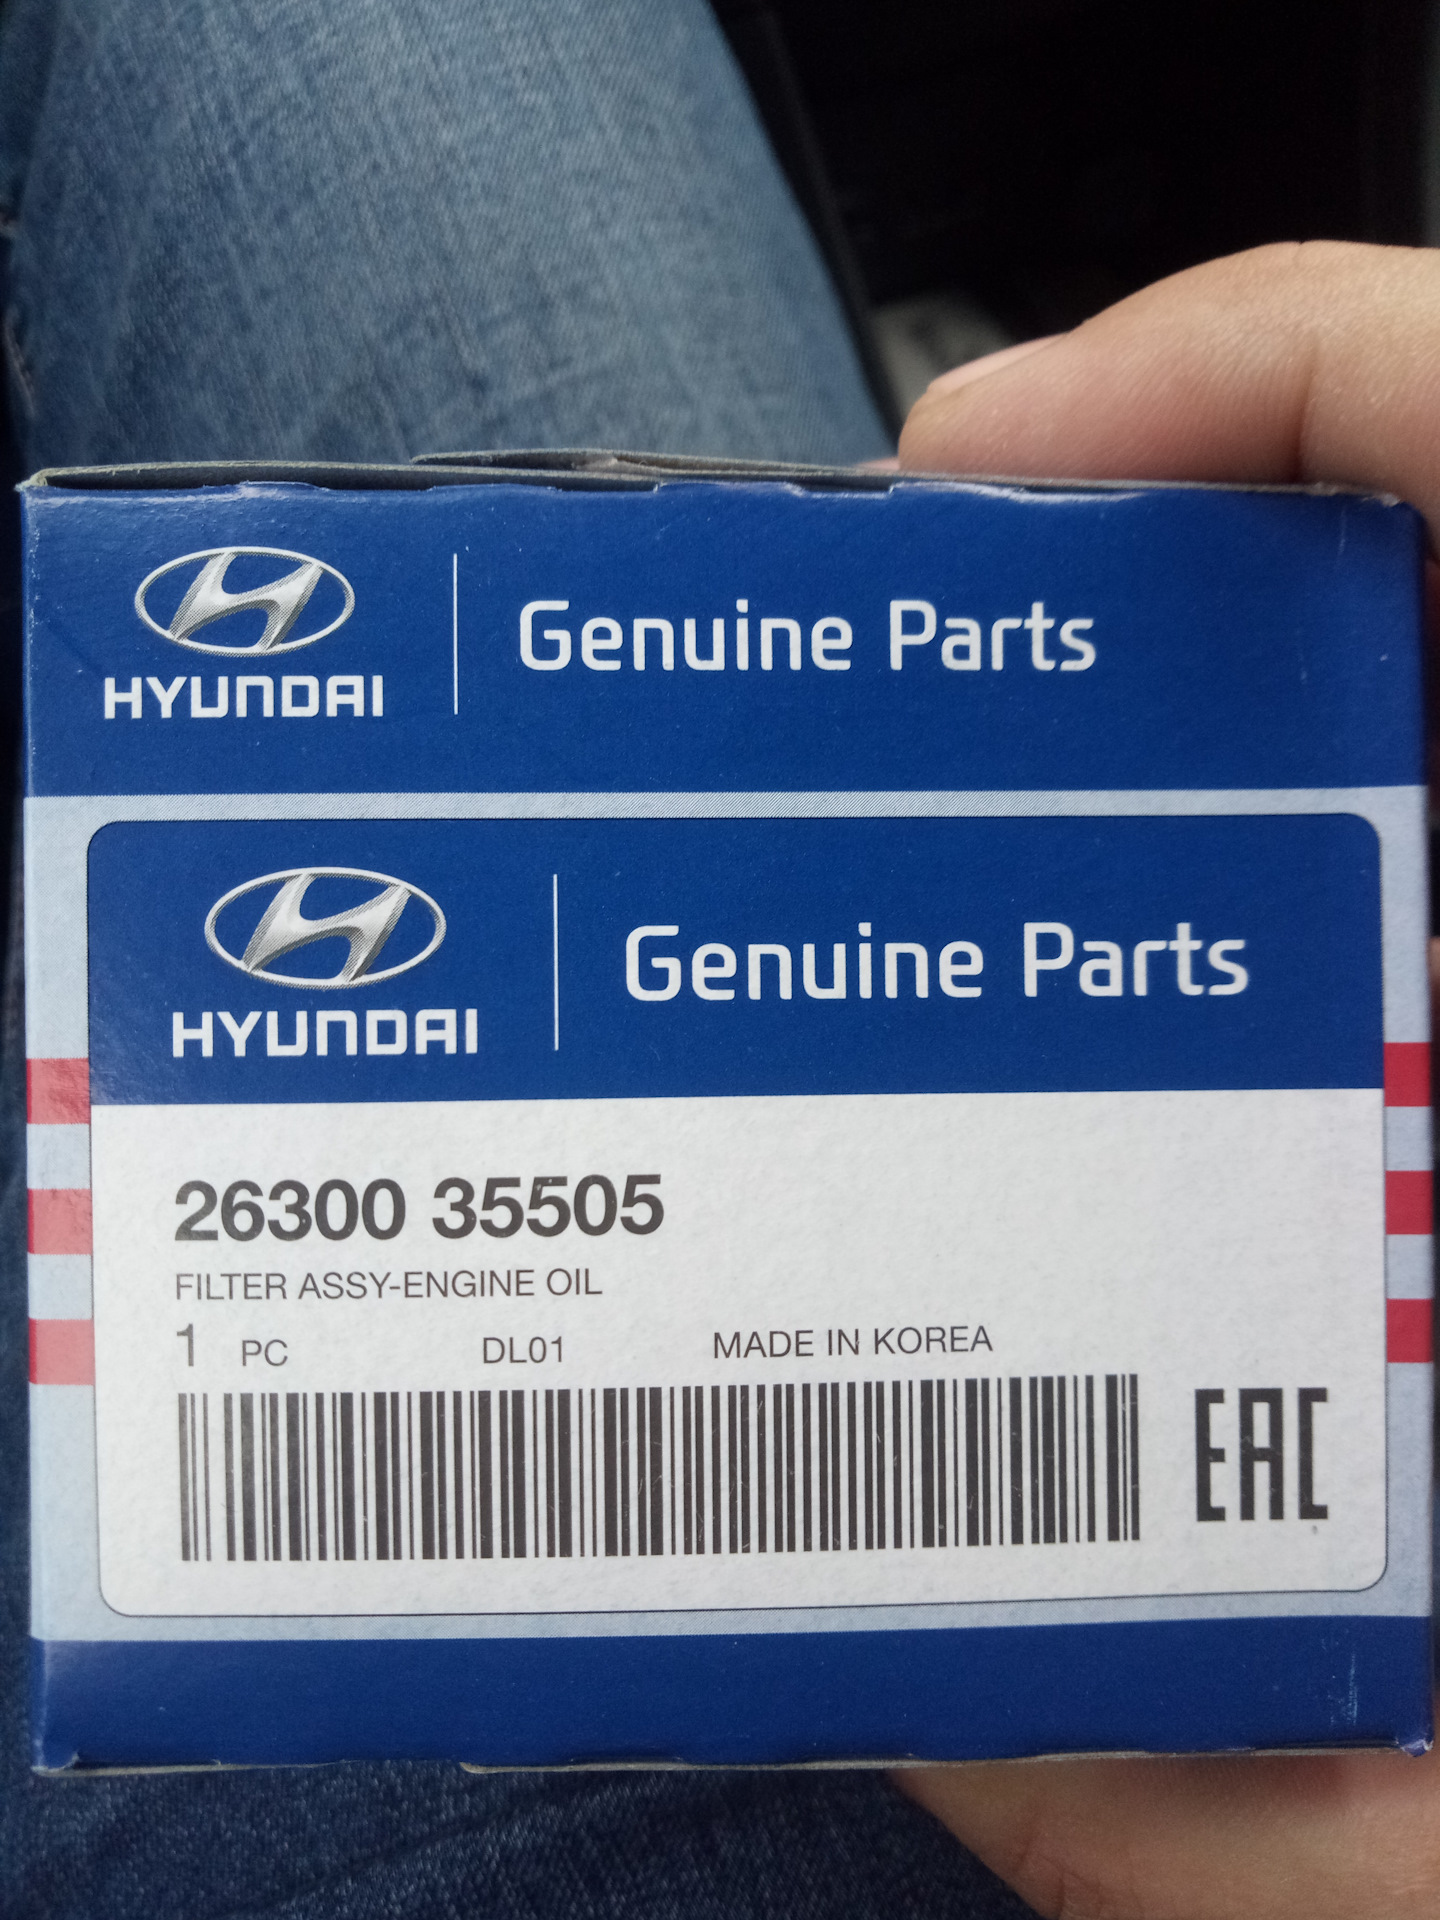 HYUNDAI
Genuine Parts
HYUNDAI
Genuine Parts
26300 35505
FILTER ASSY-ENGINE OIL
1 PC DL01 MADE IN KOREA
EAC